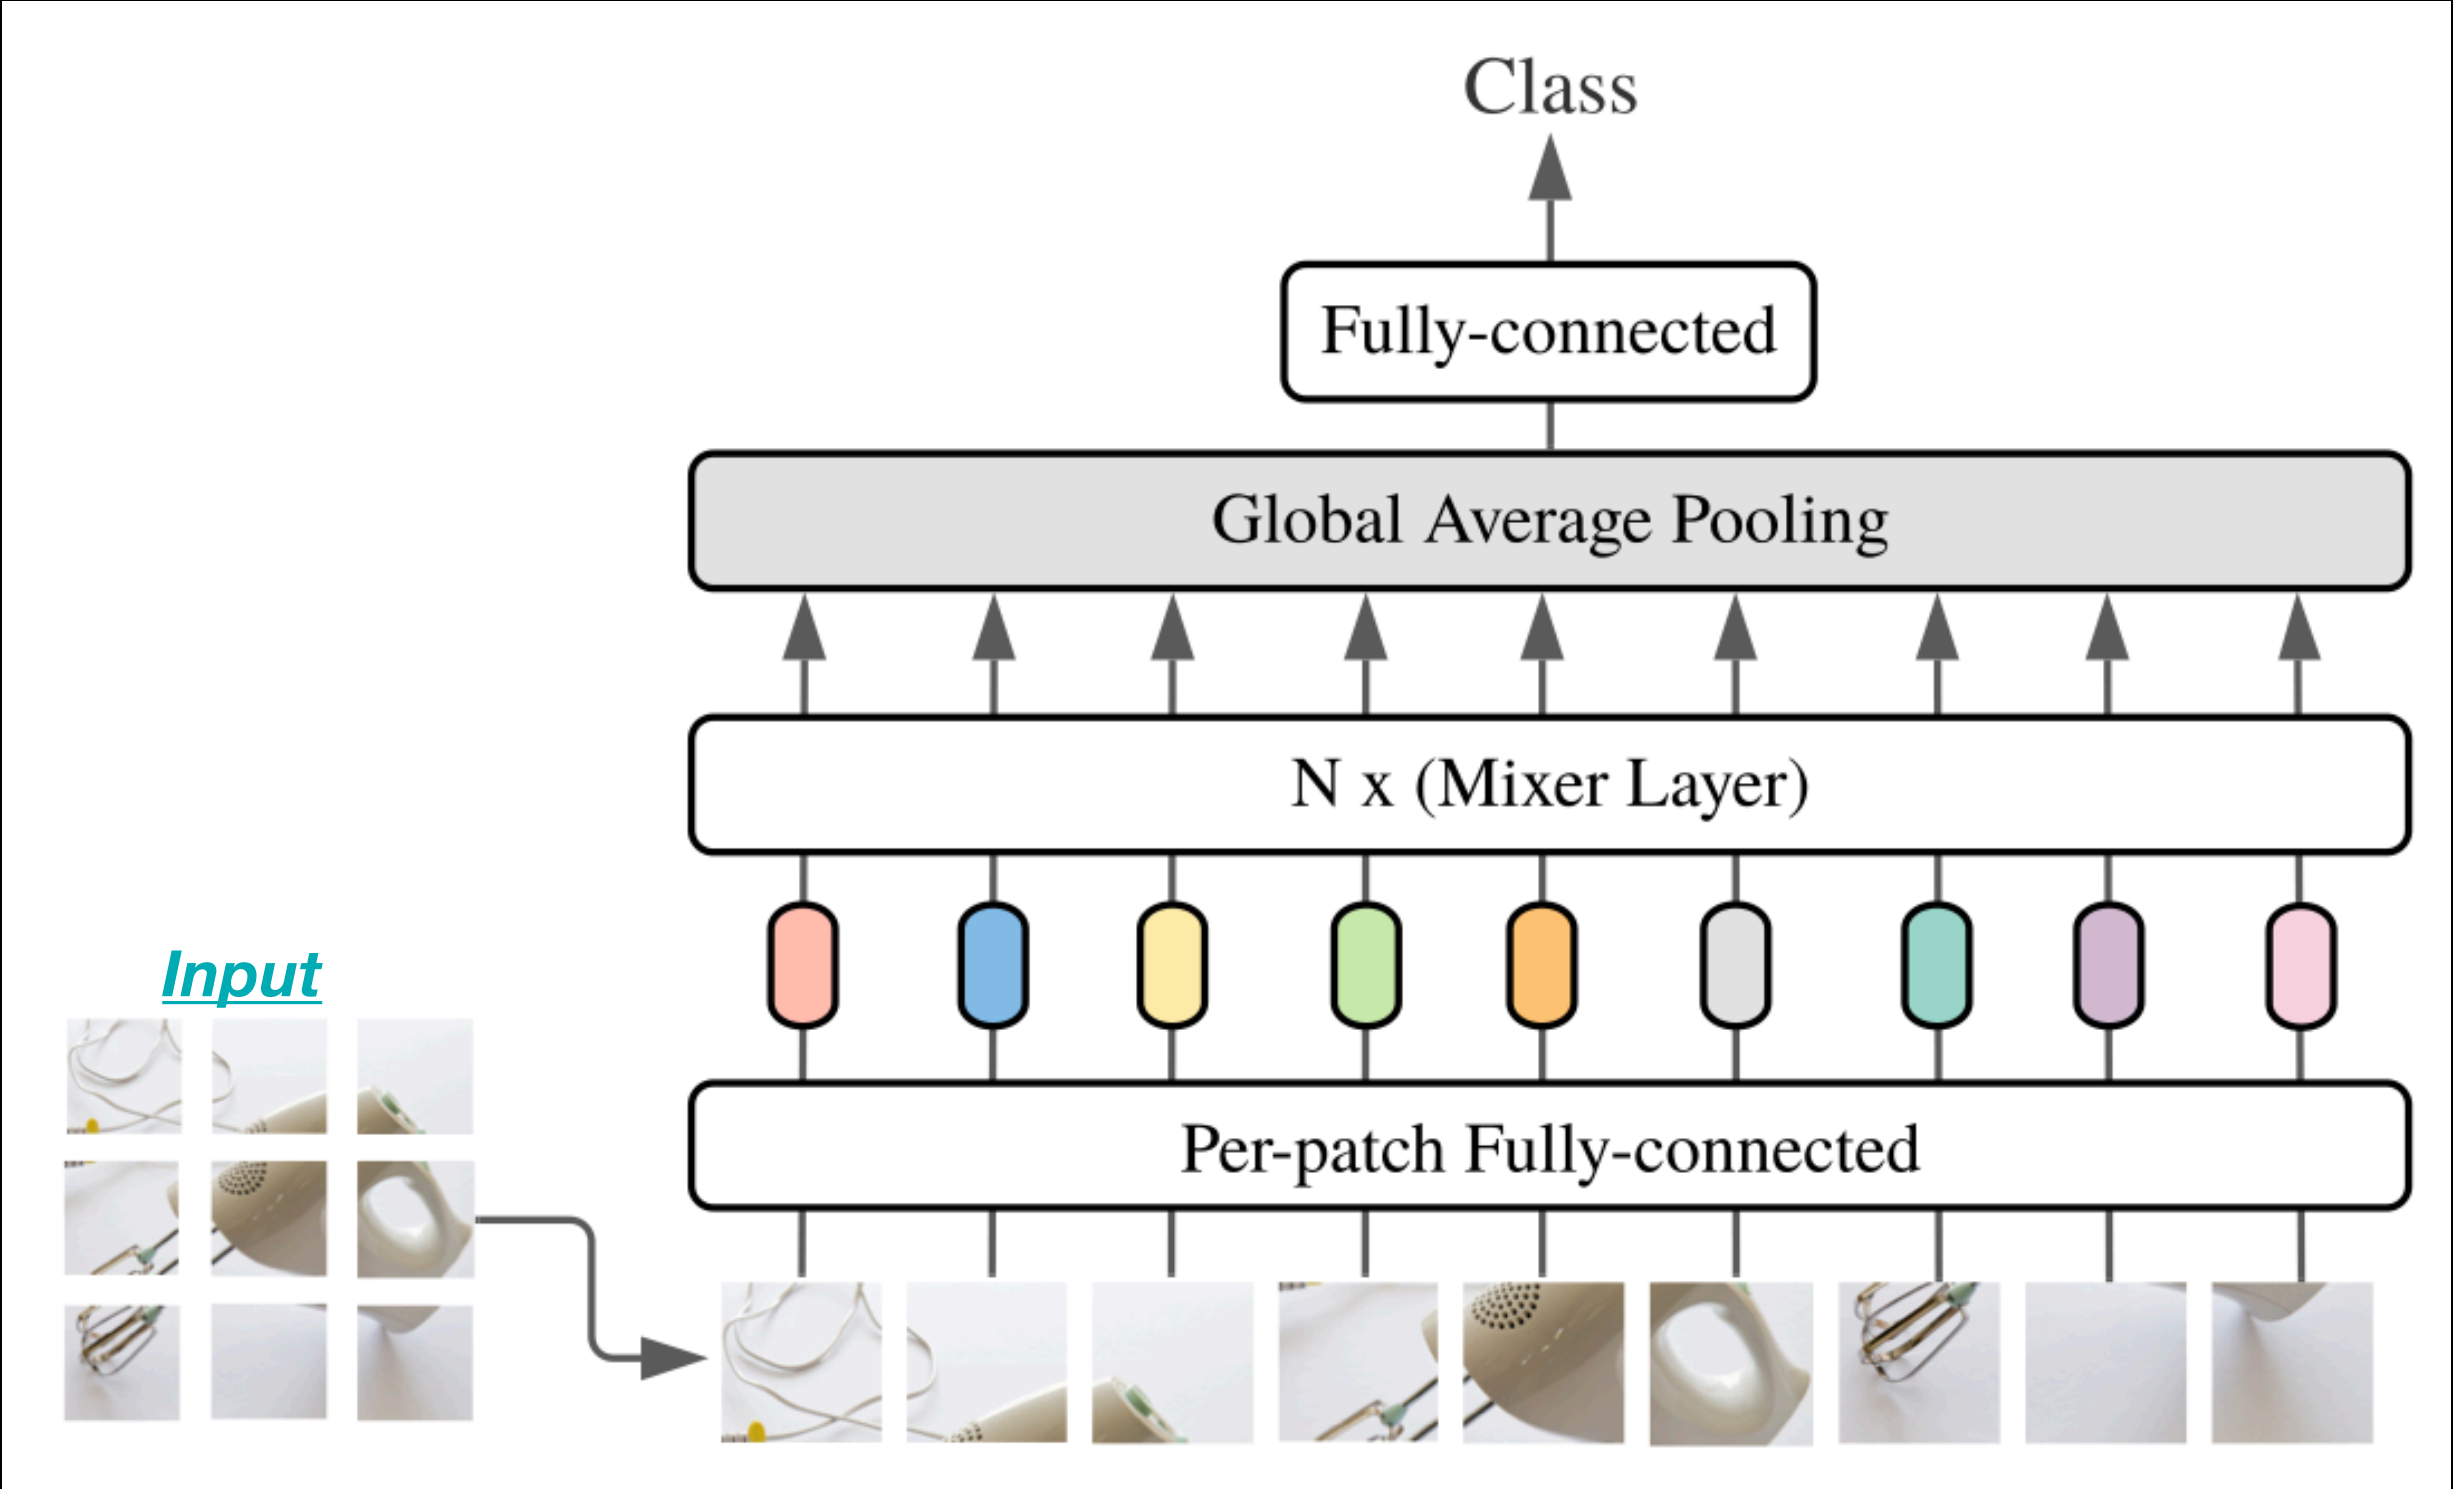 Class
Fully-connected
Global Average Pooling
N x (Mixer Layer)
Input
Per-patch Fully-connected